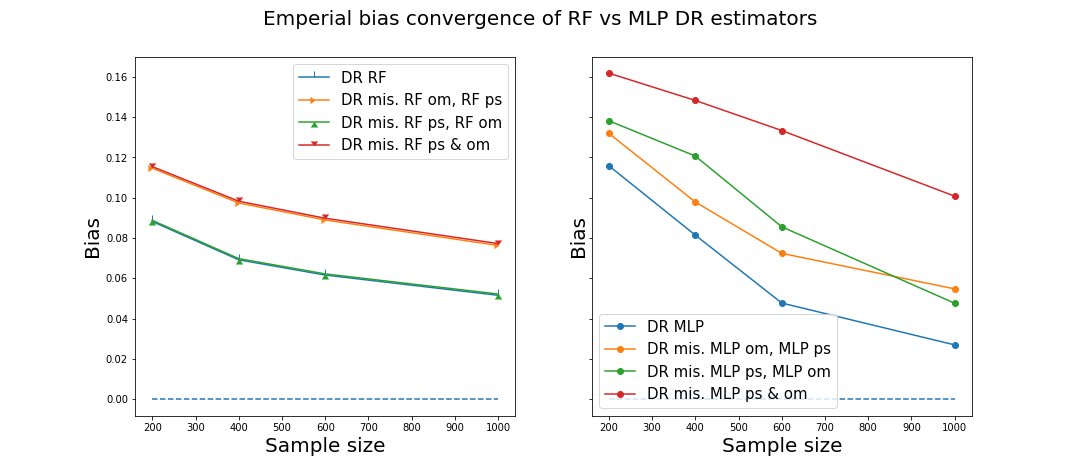 Emperial bias convergence of RF vs MLP DR estimators
DR RF
DR mis. RF om, RF ps
DR mis. RF ps, RF om
DR mis. RF ps & om
0.16
0.14
0.12
0.10
0.08
0.06
0.04
0.02
0.00
Bias
200 300 400 500 600 700 800 900 1000
Sample size
Bias
DR MLP
DR mis. MLP om, MLP ps
DR mis. MLP ps, MLP om
DR mis. MLP ps & om
200 300 400 500 600 700 800 900 1000
Sample size